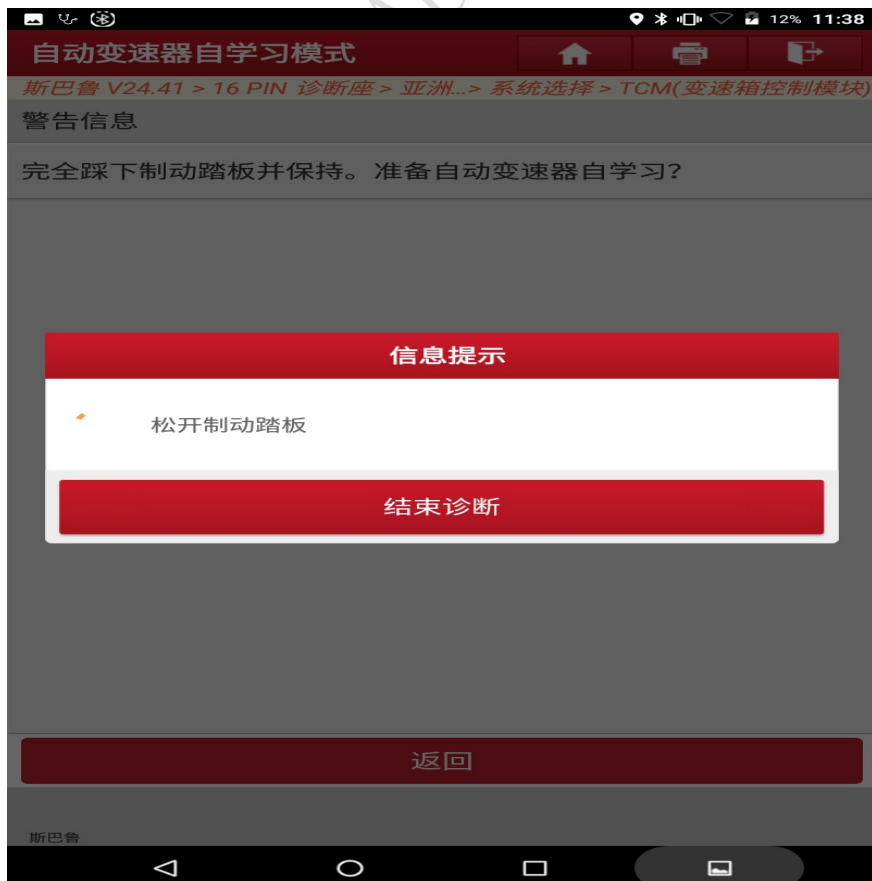 12% 11:38
自动变速器自学习模式
斯巴鲁 V24.41 > 16 PIN 诊断座 > 亚洲...> 系统选择 > TCM(变速箱控制模块)
警告信息
完全踩下制动踏板并保持。准备自动变速器自学习?
信息提示
松开制动踏板
结束诊断
返回
斯巴鲁